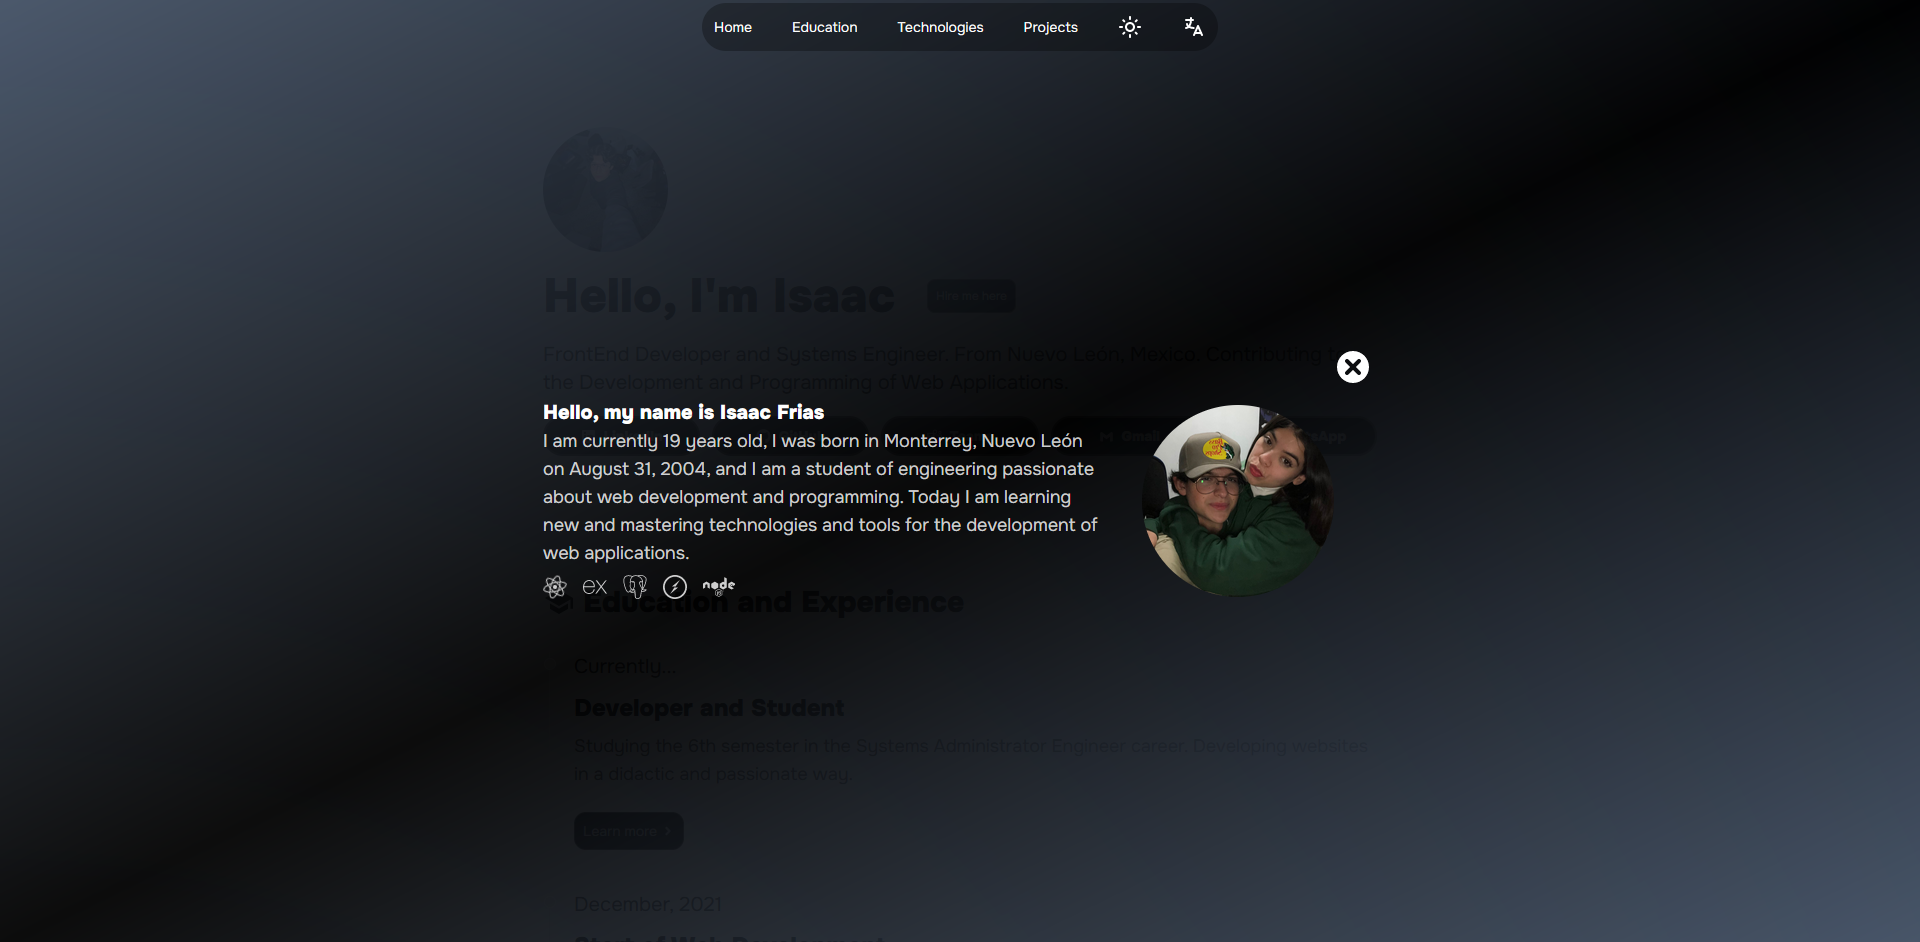 Home Education Technologies Projects
Hello, I'm Isaac
FrontEnd Developer and Systems Engineer. From Nuevo León, Mexico. Contributing
the Development and Programming of Web Applications.
Hello, my name is Isaac Frias
Gmail
I am currently 19 years old, I was born in Monterrey, Nuevo León
on August 31, 2004, and I am a student of engineering passionate
about web development and programming. Today I am learning
new and mastering technologies and tools for the development of
web applications.
ex node
Education and Experience
Currently...
Developer and Student
Studying the 6th semester in the Systems Administrator Engineer career. Developing websites
in a didactic and passionate way.
Learn more
December, 2021